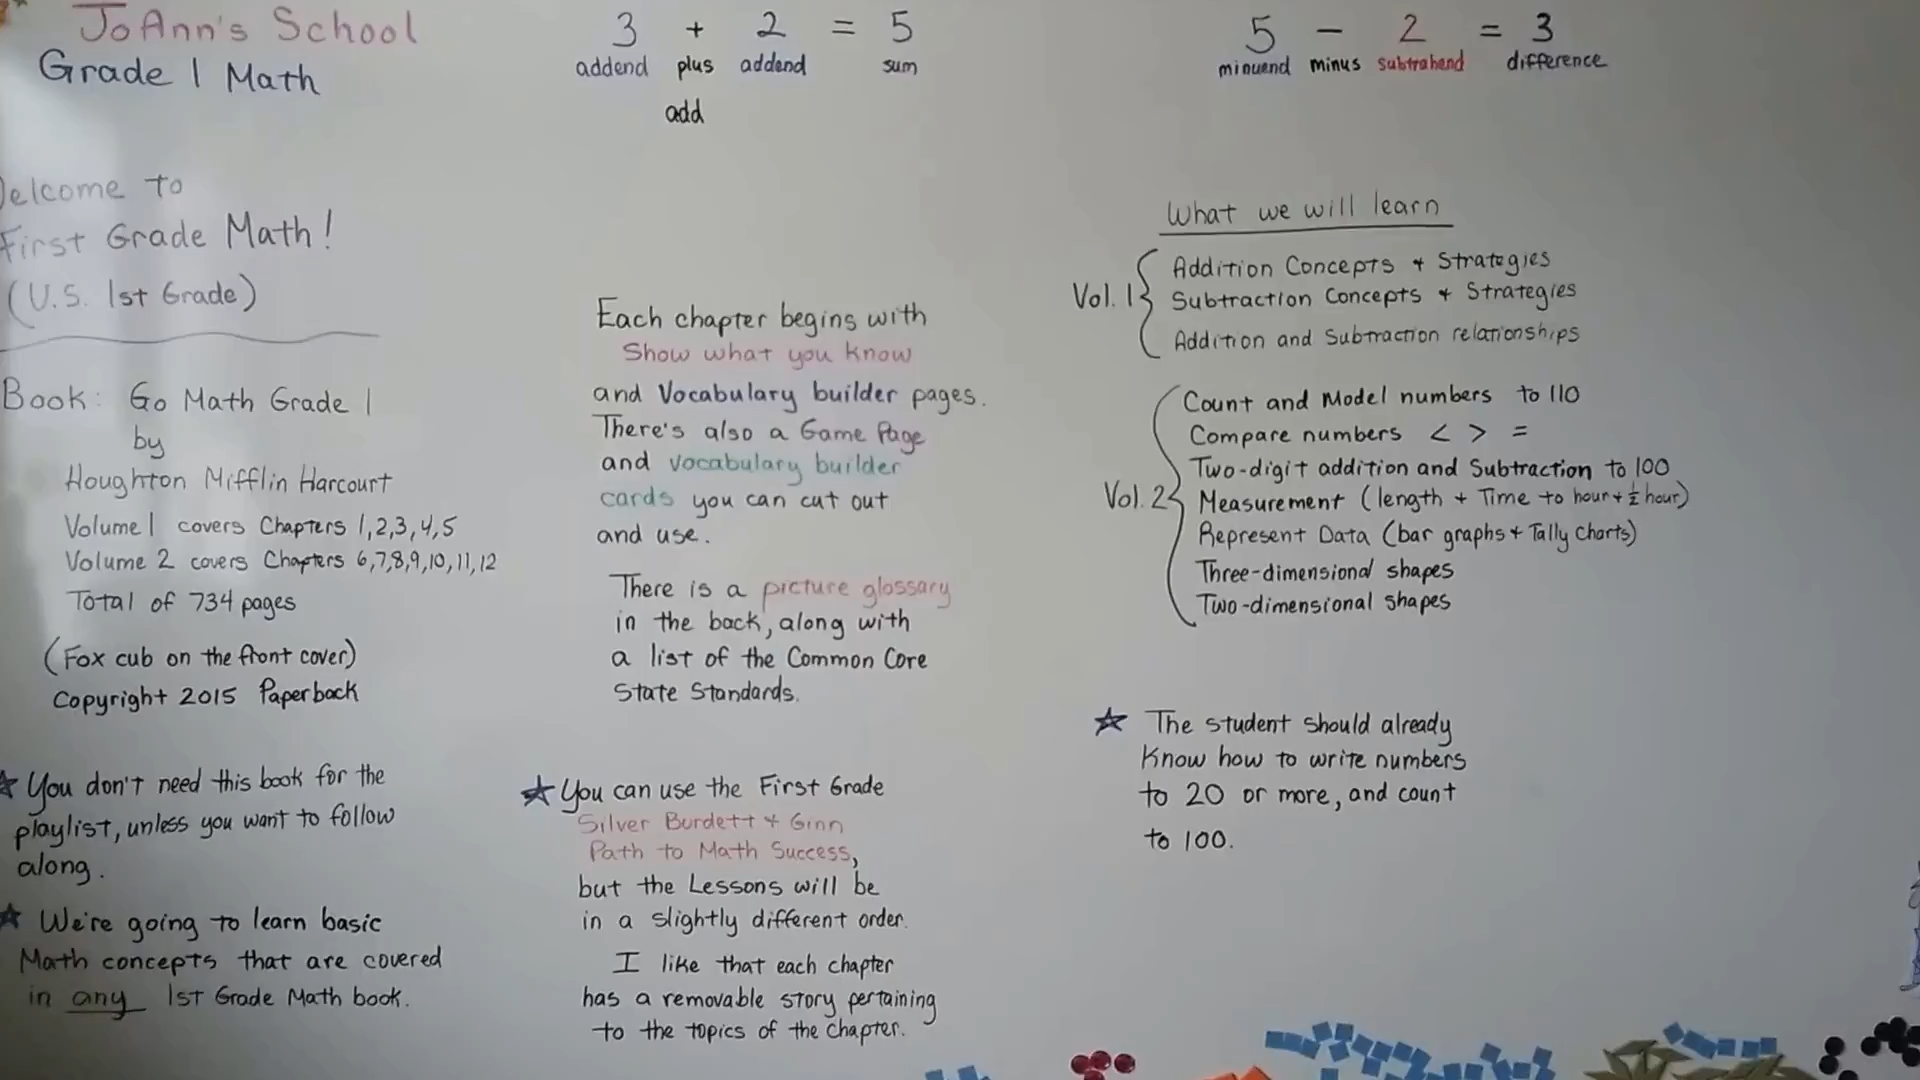 JoAnn's School
Grade 1 Math
3 + 2 = 5
addend plus addend sum
add
5 - 2 = 3
minuend minus subtrahend difference
Welcome to
First Grade Math!
(U.S. 1st Grade)
Book: Go Math Grade 1
by
Houghton Mifflin Harcourt
Volume 1 covers Chapters 1,2,3,4,5
Volume 2 covers Chapters 6,7,8,9,10,11,12
Total of 734 pages
(Fox cub on the front cover)
Copyright 2015 Paperback
☆ You don't need this book for the
playlist, unless you want to follow
along.
☆ We're going to learn basic
Math concepts that are covered
in any 1st Grade Math book.
Each chapter begins with
Show what you know
and Vocabulary builder pages.
There's also a Game Page
and vocabulary builder
cards you can cut out
and use.
There is a picture glossary
in the back, along with
a list of the Common Core
State Standards.
☆ You can use the First Grade
Silver Burdett + Ginn
Path to Math Success,
but the Lessons will be
in a slightly different order.
I like that each chapter
has a removable story pertaining
to the topics of the chapter.
What we will learn
Vol. 1
Addition Concepts + Strategies
Subtraction Concepts + Strategies
Addition and Subtraction relationships
Vol. 2
Count and Model numbers to 110
Compare numbers < > =
Two-digit addition and Subtraction to 100
Measurement (length + Time to hour + ½ hour)
Represent Data (bar graphs + Tally Charts)
Three-dimensional shapes
Two-dimensional shapes
☆ The student should already
Know how to write numbers
to 20 or more, and count
to 100.